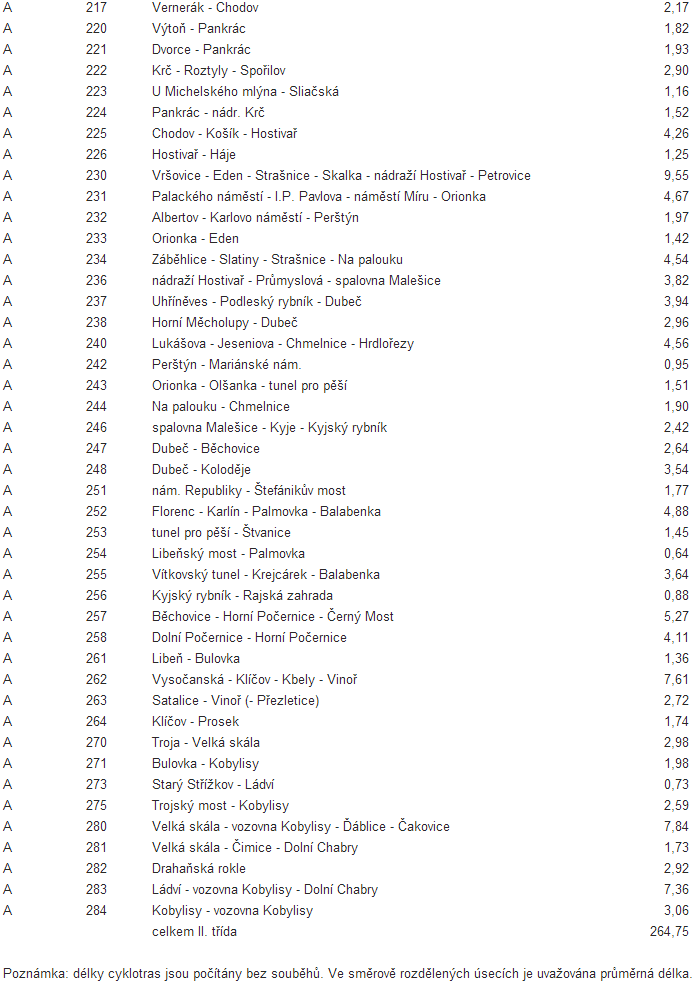 A 217 Vernerák - Chodov 2,17
A 220 Výtoň - Pankrác 1,82
A 221 Dvorce - Pankrác 1,93
A 222 Krč - Roztyly - Spořilov 2,90
A 223 U Michelského mlýna - Sliačská 1,16
A 224 Pankrác - nádr. Krč 1,52
A 225 Chodov - Košík - Hostivař 4,26
A 226 Hostivař - Háje 1,25
A 230 Vršovice - Eden - Strašnice - Skalka - nádraží Hostivař - Petrovice 9,55
A 231 Palackého náměstí - I.P. Pavlova - náměstí Míru - Orionka 4,67
A 232 Albertov - Karlovo náměstí - Perštýn 1,97
A 233 Orionka - Eden 1,42
A 234 Záběhlice - Slatiny - Strašnice - Na palouku 4,54
A 236 nádraží Hostivař - Průmyslová - spalovna Malešice 3,82
A 237 Uhříněves - Podleský rybník - Dubeč 3,94
A 238 Horní Měcholupy - Dubeč 2,96
A 240 Lukášova - Jeseniova - Chmelnice - Hrdlořezy 4,56
A 242 Perštýn - Mariánské nám. 0,95
A 243 Orionka - Olšanka - tunel pro pěší 1,51
A 244 Na palouku - Chmelnice 1,90
A 246 spalovna Malešice - Kyje - Kyjský rybník 2,42
A 247 Dubeč - Běchovice 2,64
A 248 Dubeč - Koloděje 3,54
A 251 nám. Republiky - Štefánikův most 1,77
A 252 Florenc - Karlín - Palmovka - Balabenka 4,88
A 253 tunel pro pěší - Štvanice 1,45
A 254 Libeňský most - Palmovka 0,64
A 255 Vítkovský tunel - Krejcárek - Balabenka 3,64
A 256 Kyjský rybník - Rajská zahrada 0,88
A 257 Běchovice - Horní Počernice - Černý Most 5,27
A 258 Dolní Počernice - Horní Počernice 4,11
A 261 Libeň - Bulovka 1,36
A 262 Vysočanská - Klíčov - Kbely - Vinoř 7,61
A 263 Satalice - Vinoř (- Přezletice) 2,72
A 264 Klíčov - Prosek 1,74
A 270 Troja - Velká skála 2,98
A 271 Bulovka - Kobylisy 1,98
A 273 Starý Střížkov - Ládví 0,73
A 275 Trojský most - Kobylisy 2,59
A 280 Velká skála - vozovna Kobylisy - Ďáblice - Čakovice 7,84
A 281 Velká skála - Čimice - Dolní Chabry 1,73
A 282 Drahaňská rokle 2,92
A 283 Ládví - vozovna Kobylisy - Dolní Chabry 7,36
A 284 Kobylisy - vozovna Kobylisy 3,06
celkem II. třída 264,75
Poznámka: délky cyklotras jsou počítány bez souběhů. Ve směrově rozdělených úsecích je uvažována průměrná délka.